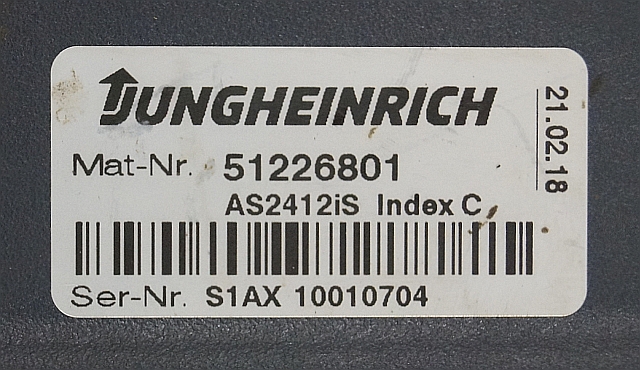 JUNGHEINRICH
Mat-Nr. 51226801
AS2412iS Index C
Ser-Nr. S1AX 10010704
21.02.18